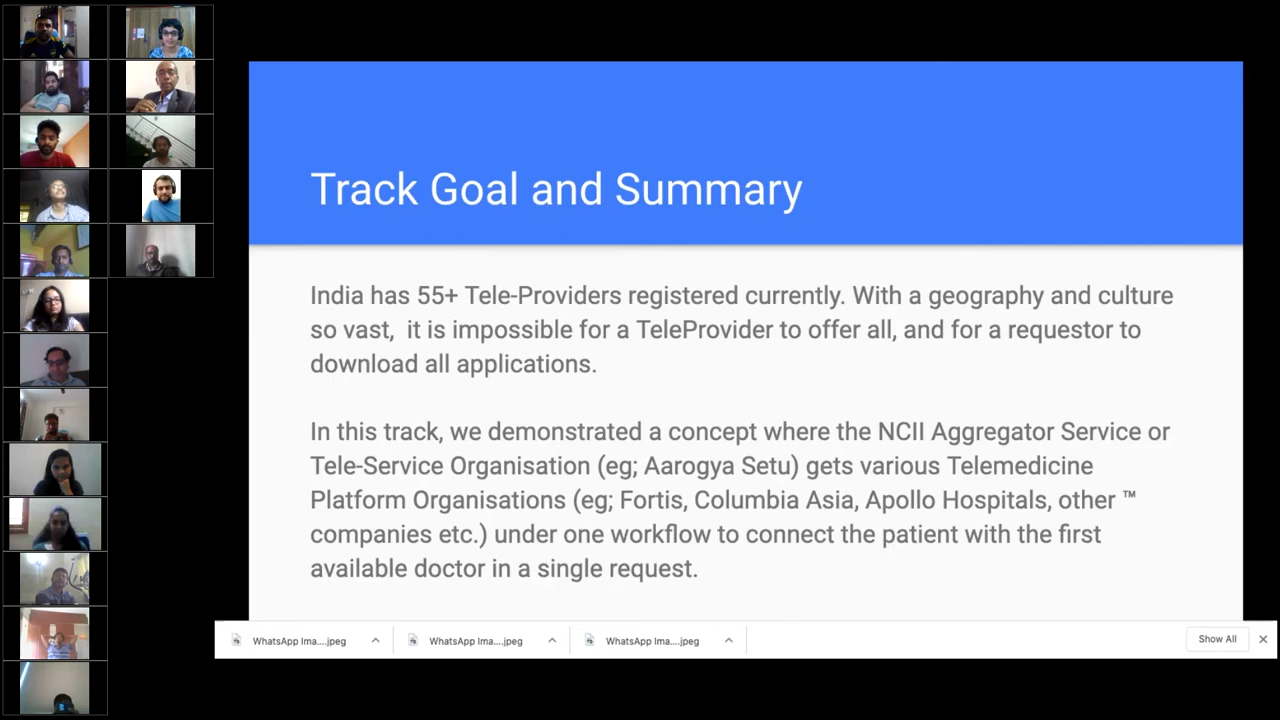 Track Goal and Summary
India has 55+ Tele-Providers registered currently. With a geography and culture
so vast, it is impossible for a TeleProvider to offer all, and for a requestor to
download all applications.
In this track, we demonstrated a concept where the NCII Aggregator Service or
Tele-Service Organisation (eg; Aarogya Setu) gets various Telemedicine
Platform Organisations (eg; Fortis, Columbia Asia, Apollo Hospitals, other ™
companies etc.) under one workflow to connect the patient with the first
available doctor in a single request.
WhatsApp Ima....jpeg WhatsApp Ima....jpeg WhatsApp Ima....jpeg Show All